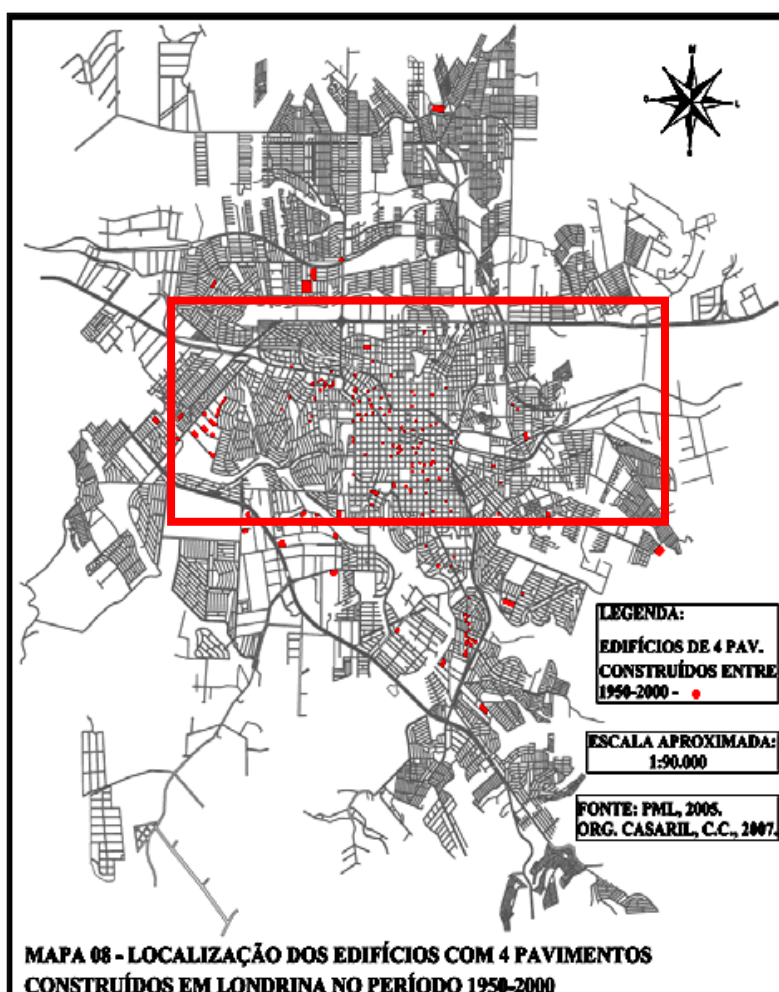 N
O
L
S
LEGENDA:
EDIFÍCIOS DE 4 PAV.
CONSTRUÍDOS ENTRE
1950-2000 -
ESCALA APROXIMADA:
1:90.000
FONTE: PML, 2005.
ORG. CASARIL, C.C., 2007.
MAPA 08 - LOCALIZAÇÃO DOS EDIFÍCIOS COM 4 PAVIMENTOS
CONSTRUÍDOS EM LONDRINA NO PERÍODO 1950-2000